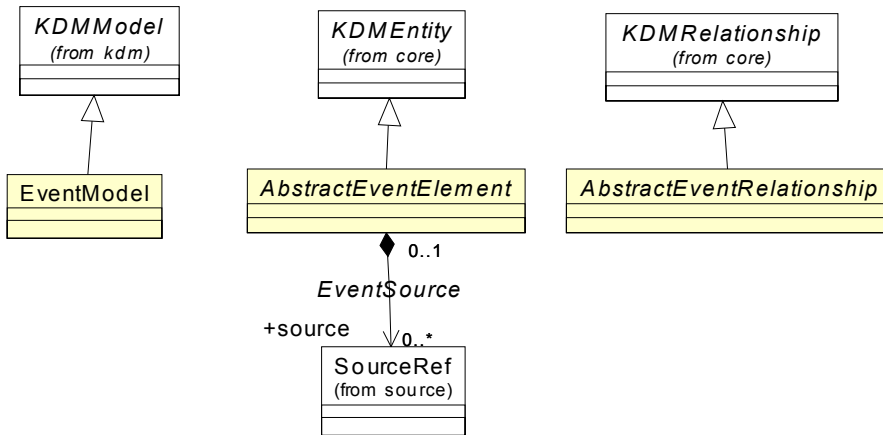 KDMModel
(from kdm)
KDMEntity
(from core)
KDMRelationship
(from core)
EventModel
AbstractEventElement
AbstractEventRelationship
0..1
EventSource
+source
0..*
SourceRef
(from source)